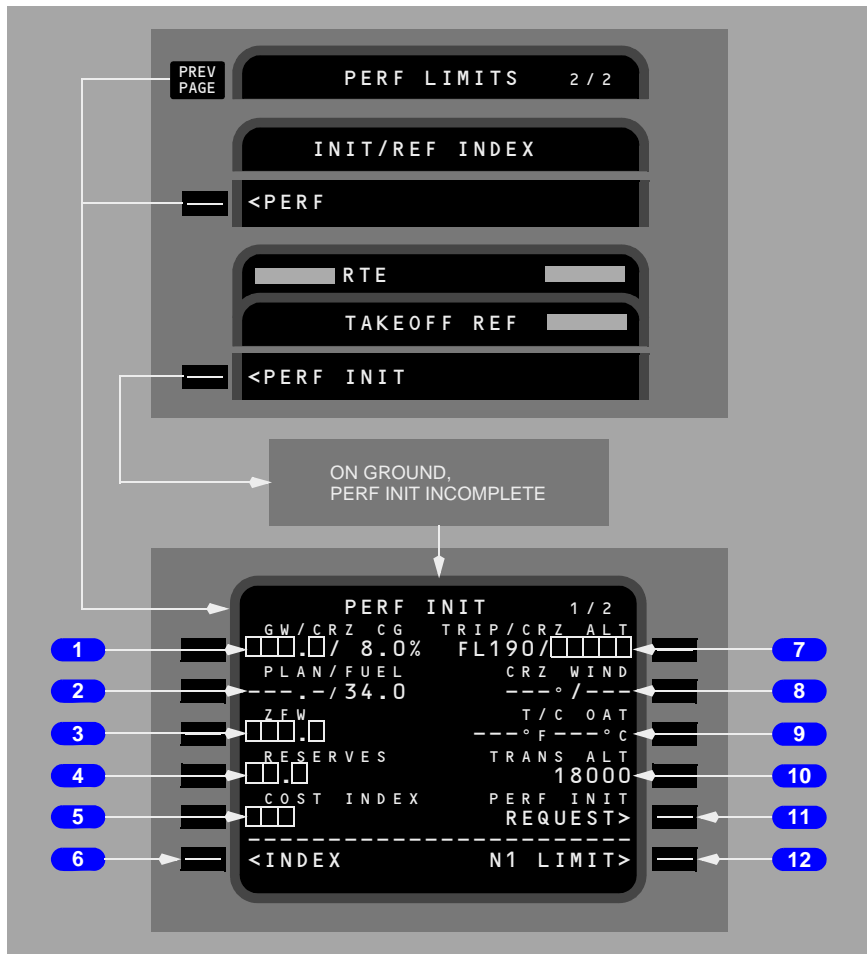 PREV
PAGE
PERF LIMITS 2/2
INIT/REF INDEX
<PERF
RTE
TAKEOFF REF
<PERF INIT
ON GROUND,
PERF INIT INCOMPLETE
PERF INIT 1/2
GW/CRZ CG TRIP/CRZ ALT
1 □□□.□/ 8.0% FL190/□□□□□ 7
PLAN/FUEL CRZ WIND
2 ---.-/34.0 ---°/--- 8
ZFW T/C OAT
3 □□□.□ ---°F---°C 9
RESERVES TRANS ALT
4 □□.□ 18000 10
COST INDEX PERF INIT
5 □□□ REQUEST> 11
------------------------
6 <INDEX N1 LIMIT> 12